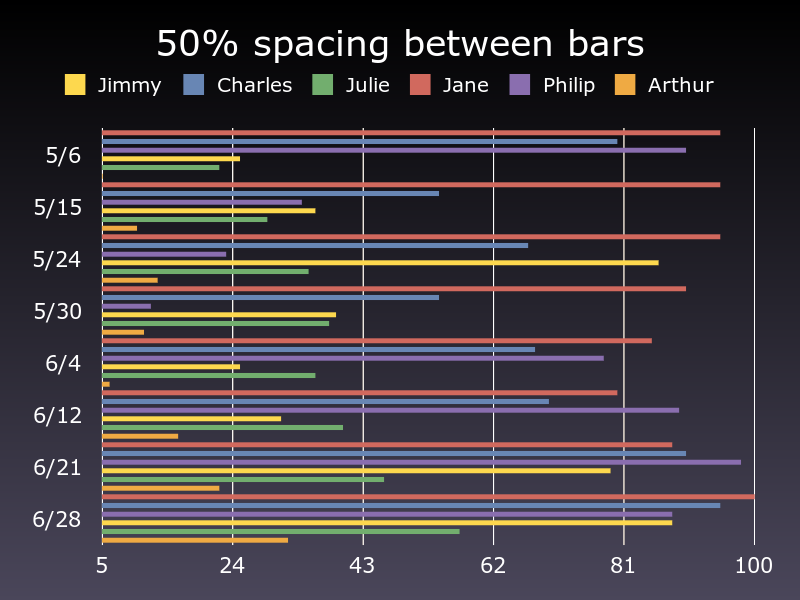 50% spacing between bars
Jimmy Charles Julie Jane Philip Arthur
5/6
5/15
5/24
5/30
6/4
6/12
6/21
6/28
5 24 43 62 81 100